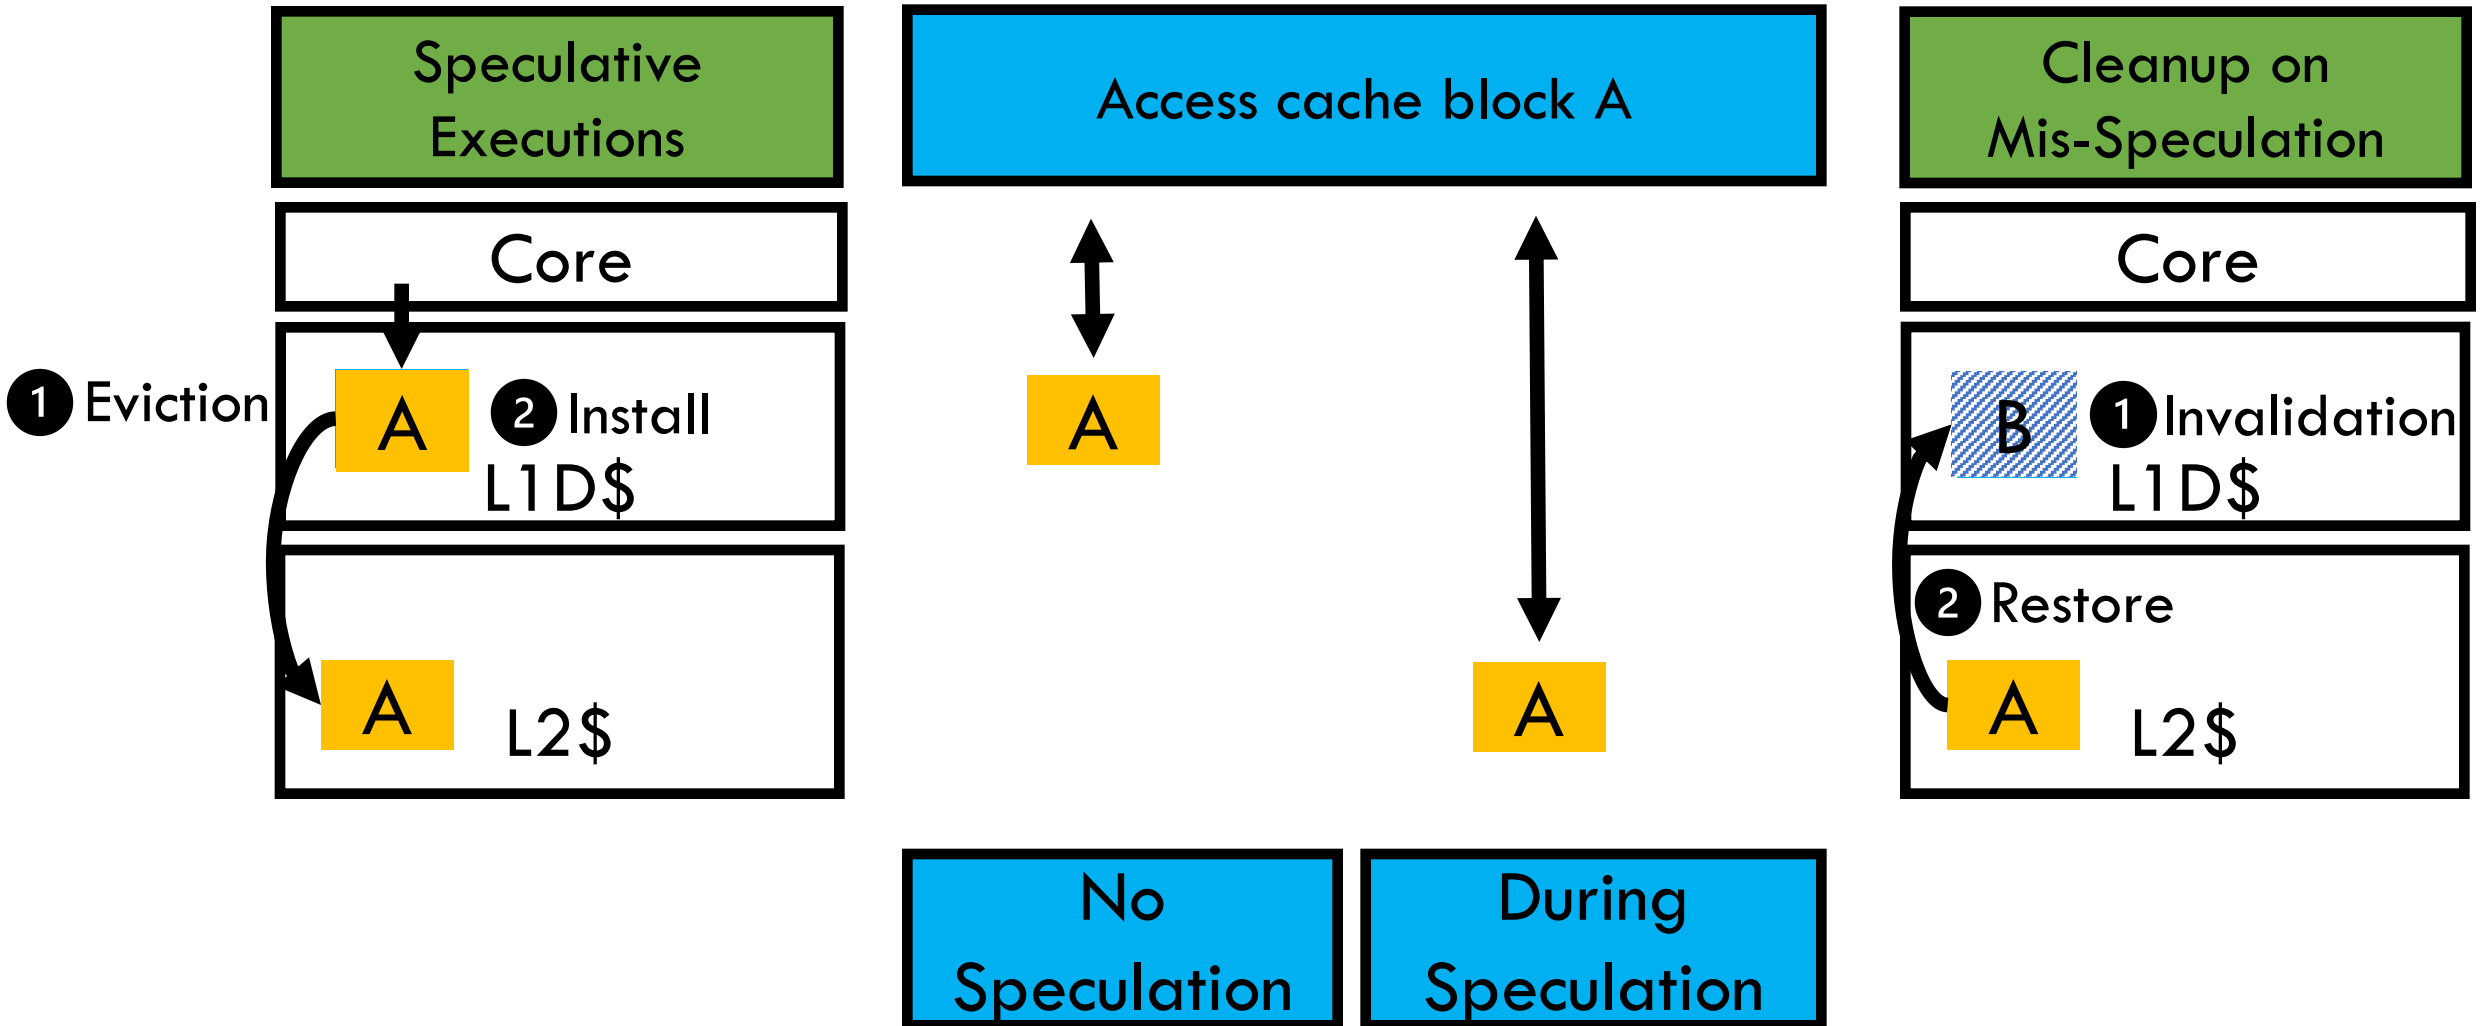 Speculative
Executions
Core
1 Eviction
A
2 Install
L1D$
A
L2$
Access cache block A
A
A
No
Speculation
During
Speculation
Cleanup on
Mis-Speculation
Core
B
1 Invalidation
L1D$
2 Restore
A
L2$